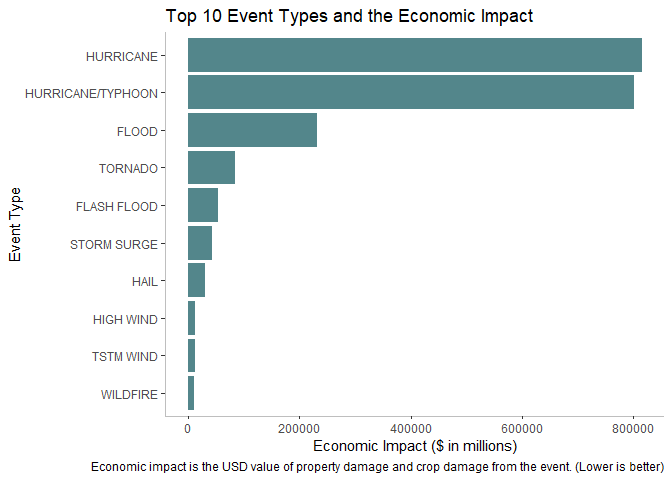 Top 10 Event Types and the Economic Impact
HURRICANE
HURRICANE/TYPHOON
FLOOD
TORNADO
FLASH FLOOD
STORM SURGE
HAIL
HIGH WIND
TSTM WIND
WILDFIRE
Event Type
0 200000 400000 600000 800000
Economic Impact ($ in millions)
Economic impact is the USD value of property damage and crop damage from the event. (Lower is better)